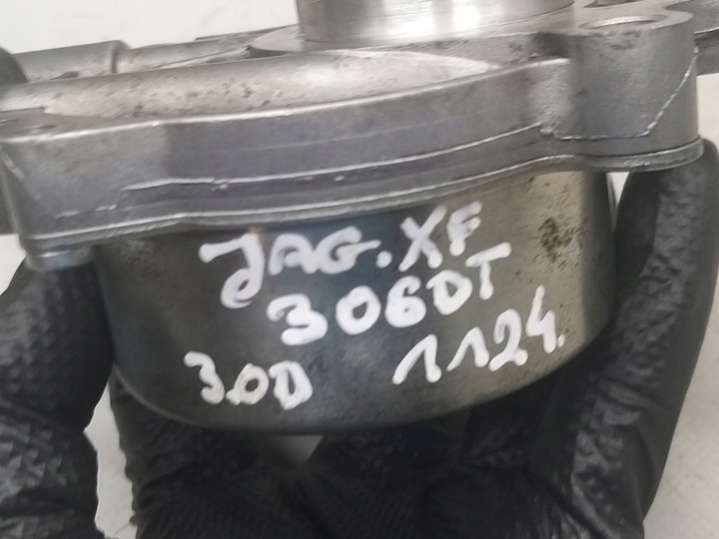 JAG. XF
306DT
3.0D 1124.